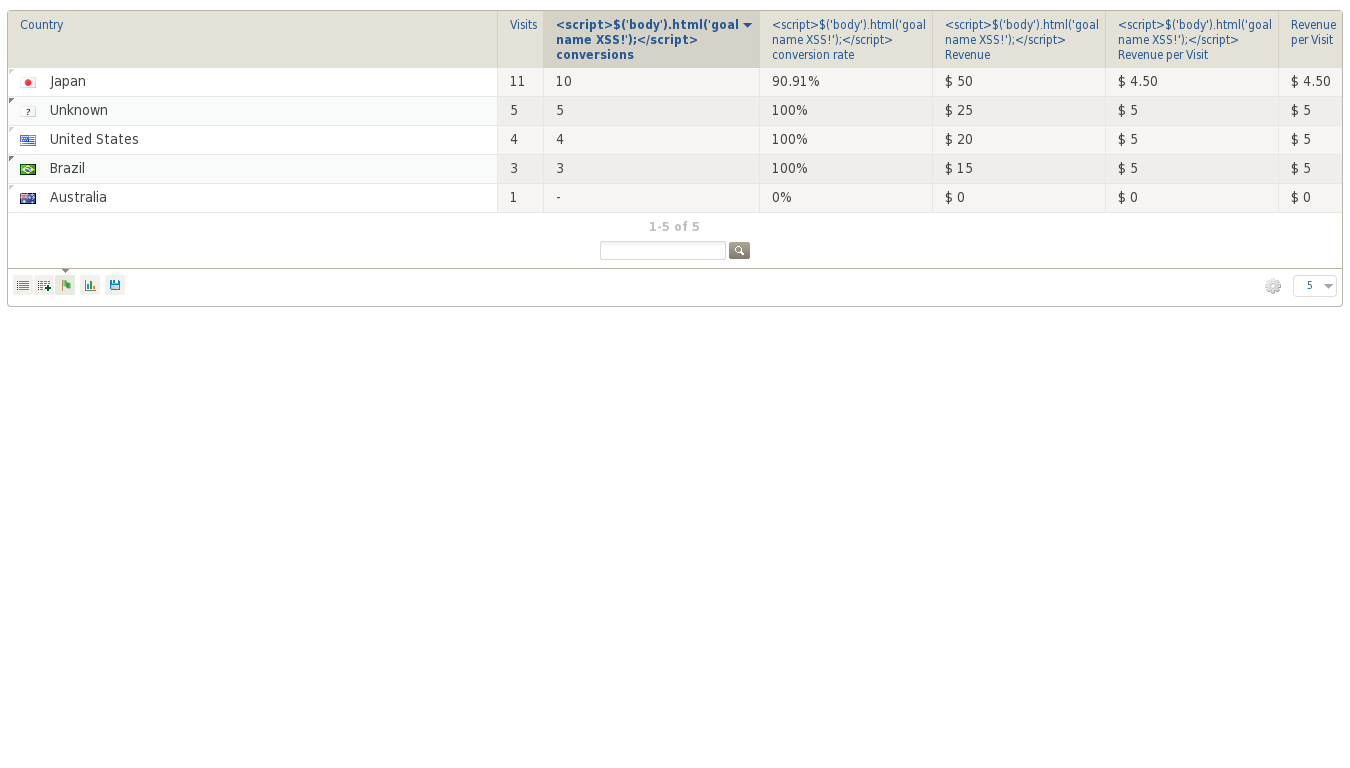 Country Visits <script>$('body').html('goal <script>$('body').html('goal <script>$('body').html('goal <script>$('body').html('goal Revenue
name XSS!');</script> name XSS!');</script> name XSS!');</script> name XSS!');</script> per Visit
conversions conversion rate Revenue Revenue per Visit
Japan 11 10 90.91% $ 50 $ 4.50 $ 4.50
? Unknown 5 5 100% $ 25 $ 5 $ 5
United States 4 4 100% $ 20 $ 5 $ 5
Brazil 3 3 100% $ 15 $ 5 $ 5
Australia 1 - 0% $ 0 $ 0 $ 0
1-5 of 5
5